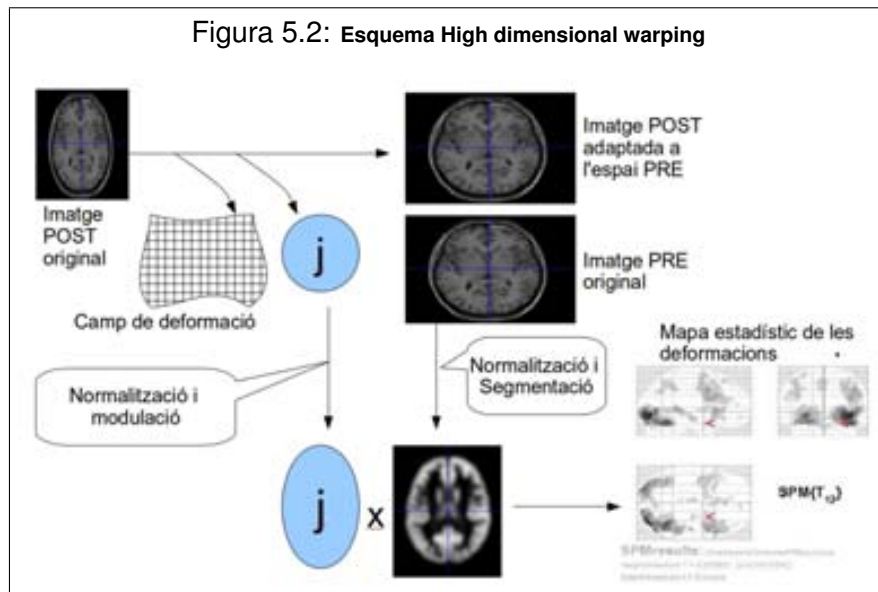 Figura 5.2: Esquema High dimensional warping
Imatge POST
adaptada a
l'espai PRE
Imatge
POST
original
j
Camp de deformació
Imatge PRE
original
Mapa estadístic de les
deformacions
Normalització i
modulació
Normalització i
Segmentació
j
x
SPM{T
SPMresults: